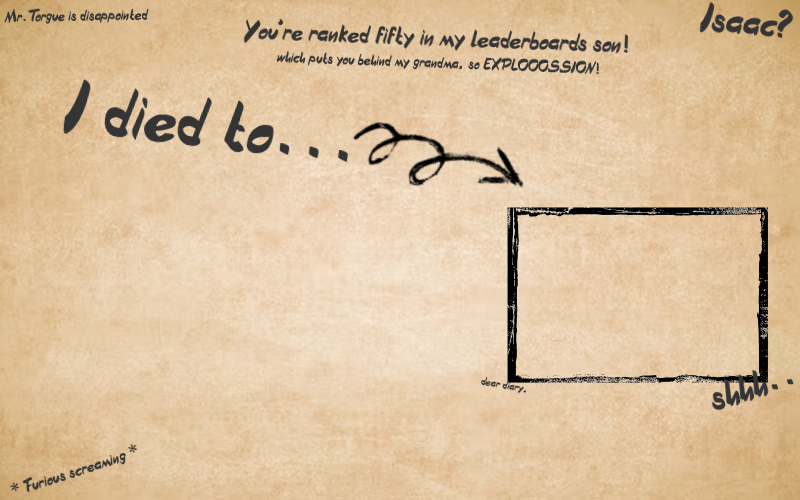 Mr. Torgue is disappointed
Isaac?
You're ranked fifty in my leaderboards son!
which puts you behind my grandma, so EXPLOOOSSION!
I died to...
dear diary,
shhh...
* Furious screaming *